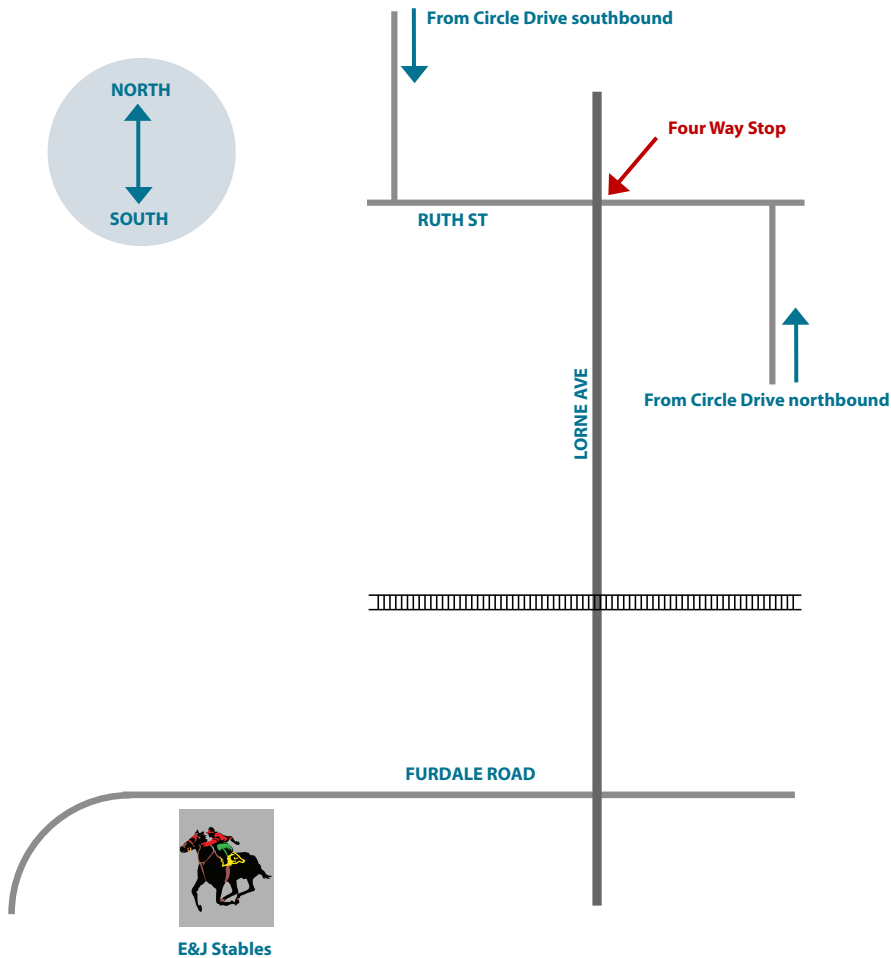 From Circle Drive southbound
NORTH
SOUTH
Four Way Stop
RUTH ST
LORNE AVE
From Circle Drive northbound
FURDALE ROAD
E&J Stables